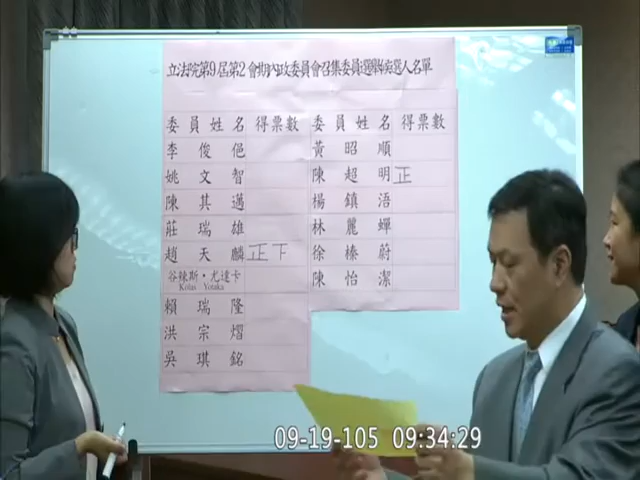 立法院第9屆第2會期內政委員會召集委員選舉候選人名單
委員姓名 得票數 委員姓名 得票數
李俊俋 黃昭順
姚文智 陳超明 正
陳其邁 楊鎮浯
莊瑞雄 林麗蟬
趙天麟 正下 徐榛蔚
谷辣斯·尤達卡 陳怡潔
Kolas Yotaka
賴瑞隆
洪宗熠
吳琪銘
09-19-105 09:34:29